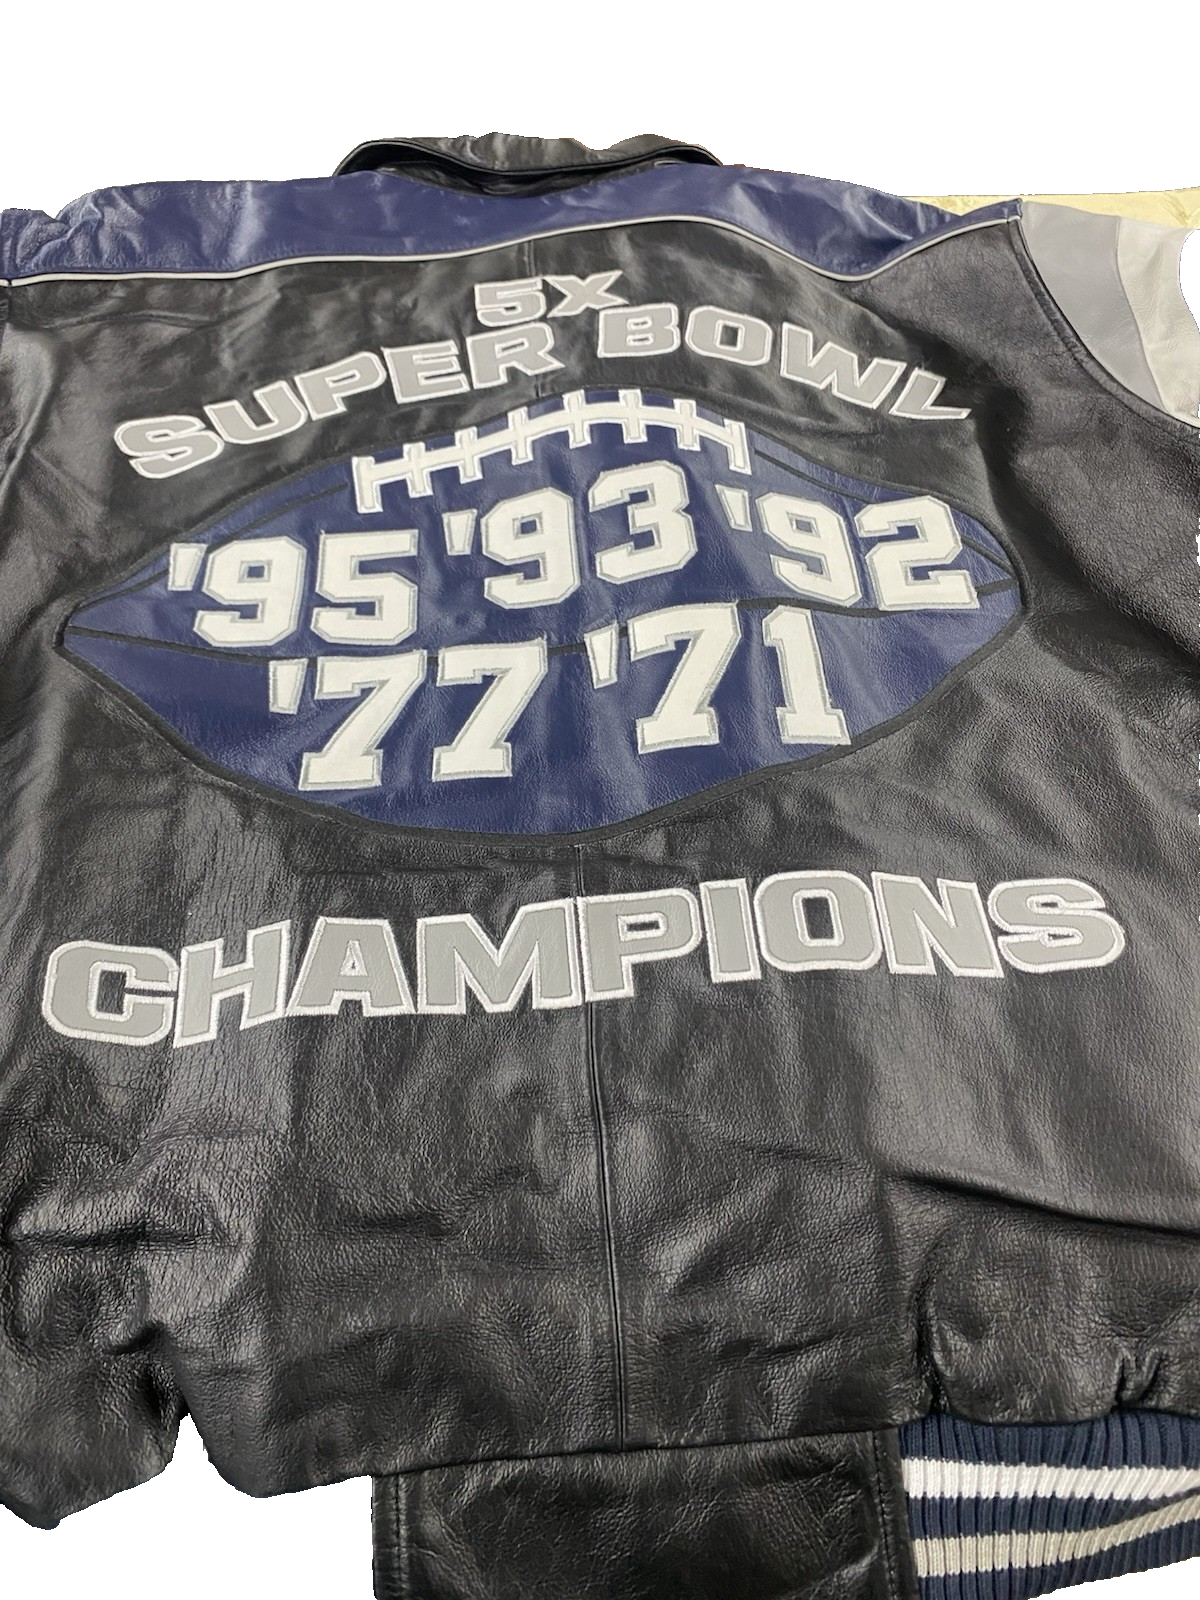 5X
SUPER BOWL
'95 '93 '92
'77 '71
CHAMPIONS